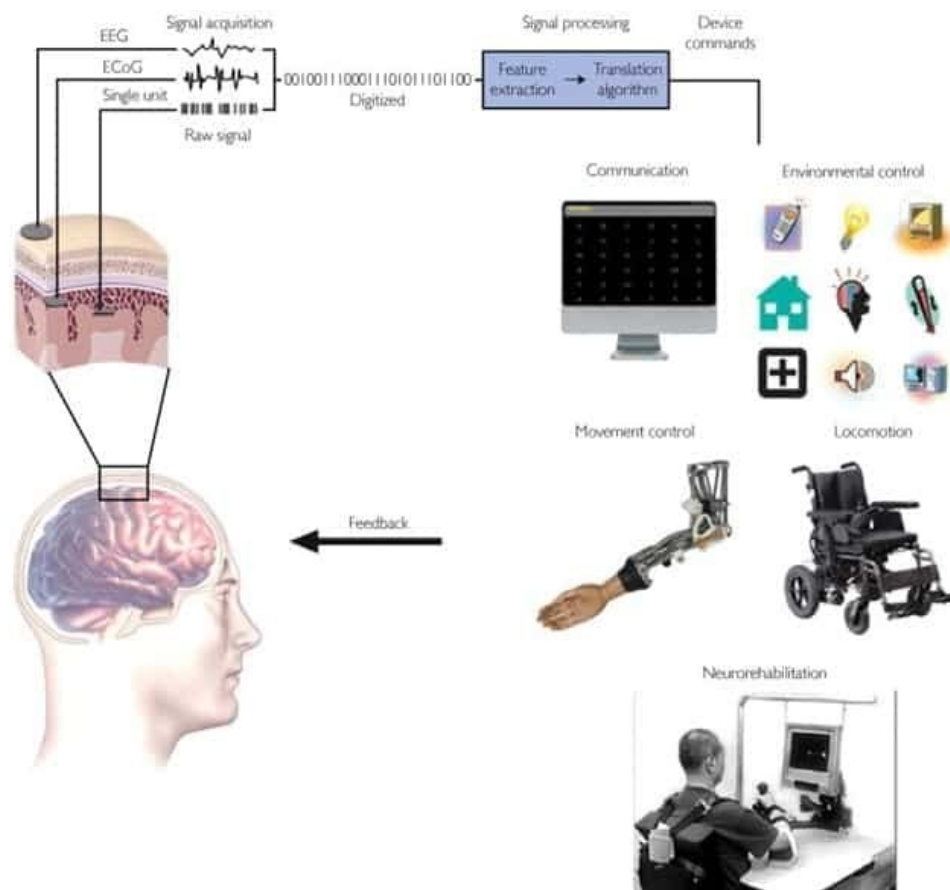 Signal acquisition
EEG
ECoG
Single unit
Raw signal
00100111000111010111011100
Digitized
Signal processing
Feature extraction
Translation algorithm
Device commands
Communication
Environmental control
Movement control
Locomotion
Feedback
Neurorehabilitation